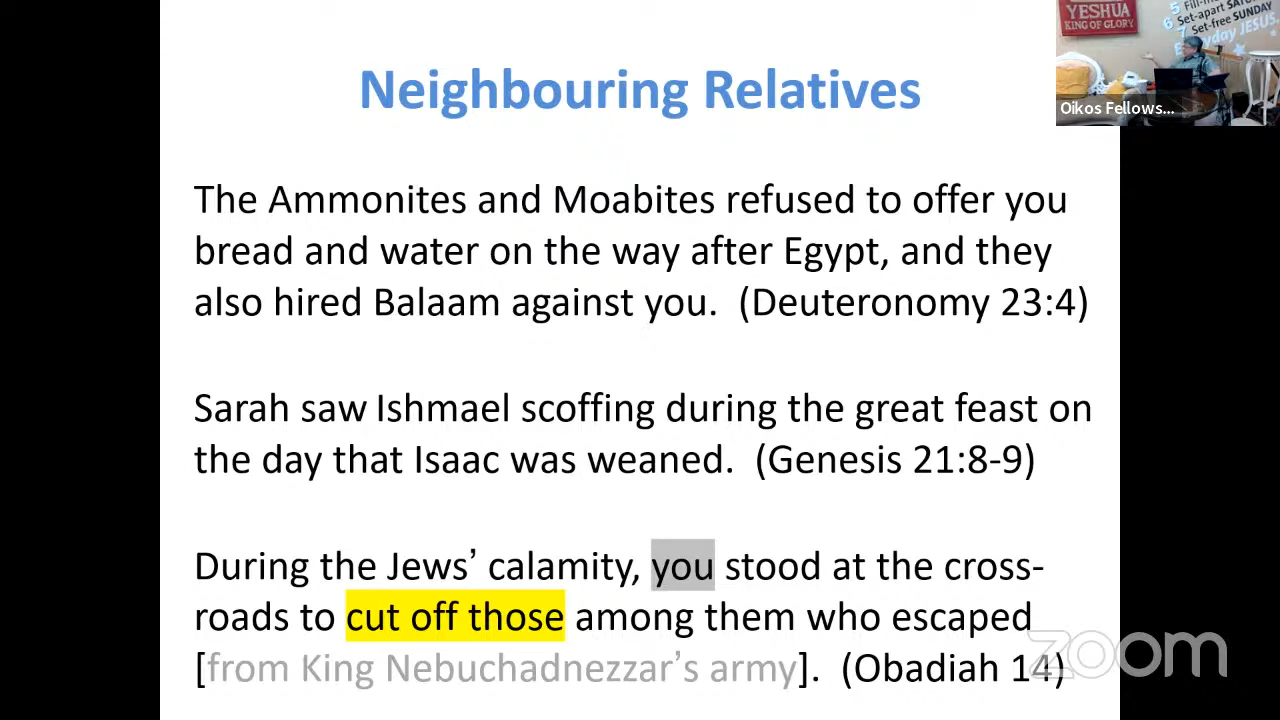 Neighbouring Relatives
The Ammonites and Moabites refused to offer you
bread and water on the way after Egypt, and they
also hired Balaam against you. (Deuteronomy 23:4)
Sarah saw Ishmael scoffing during the great feast on
the day that Isaac was weaned. (Genesis 21:8-9)
During the Jews’ calamity, you stood at the cross-
roads to cut off those among them who escaped
[from King Nebuchadnezzar’s army]. (Obadiah 14)
zoom
YESHUA
KING OF GLORY
5
6 Set-apart
7 Set-free SUNDAY
JESUS
Oikos Fellows...